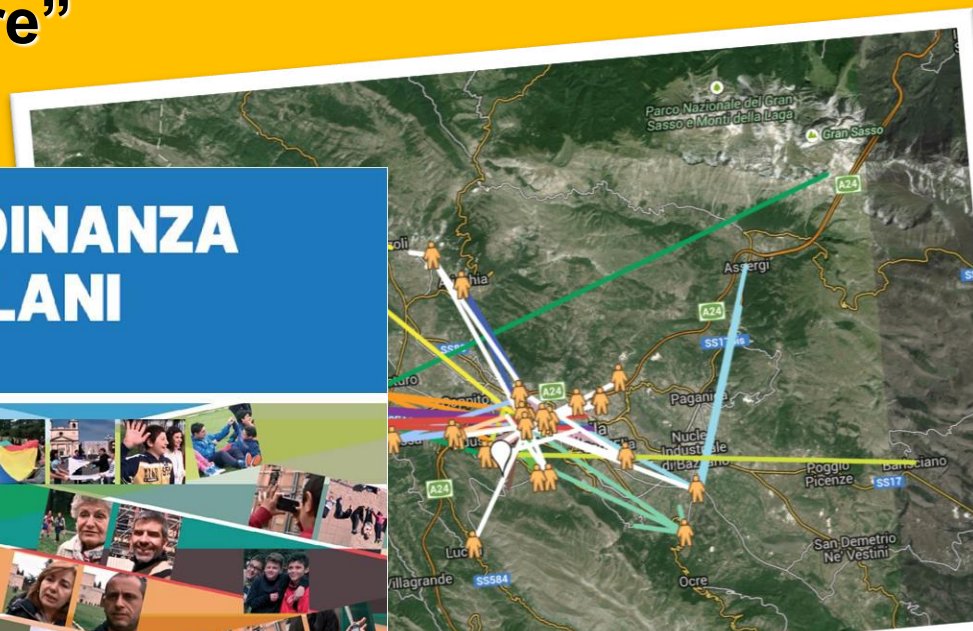 re”
DINANZA
LANI
Parco Nazionale del Gran
Sasso e Monti della Laga
Gran Sasso
A24
Assergi
A24
SS17bis
A24
Paganica
Nucleo
Industriale
di Bazzano
Poggio
Picenze
Barisciano
SS17
A24
San Demetrio
Ne' Vestini
Villagrande
SS584
Ocre